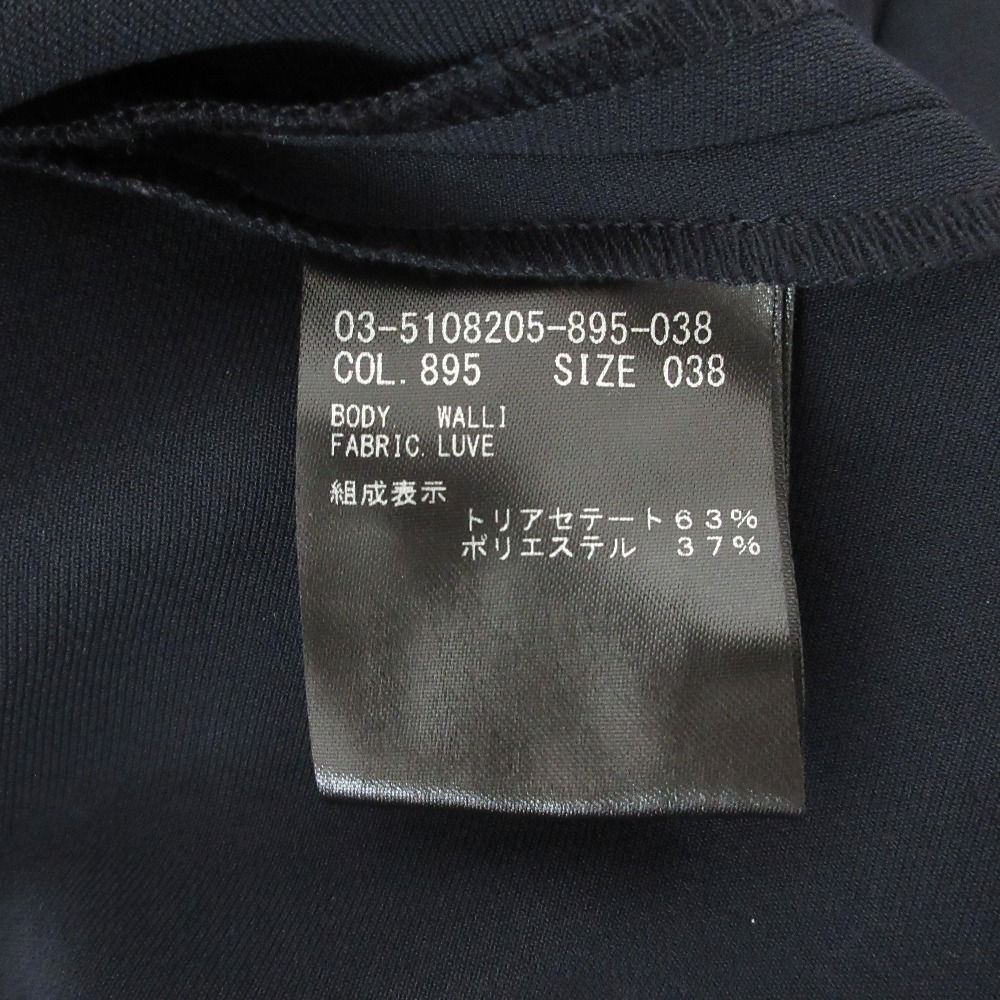 03-5108205-895-038
COL. 895 SIZE 038
BODY. WALLI
FABRIC. LUVE
組成表示
トリアセテート63%
ポリエステル 37%